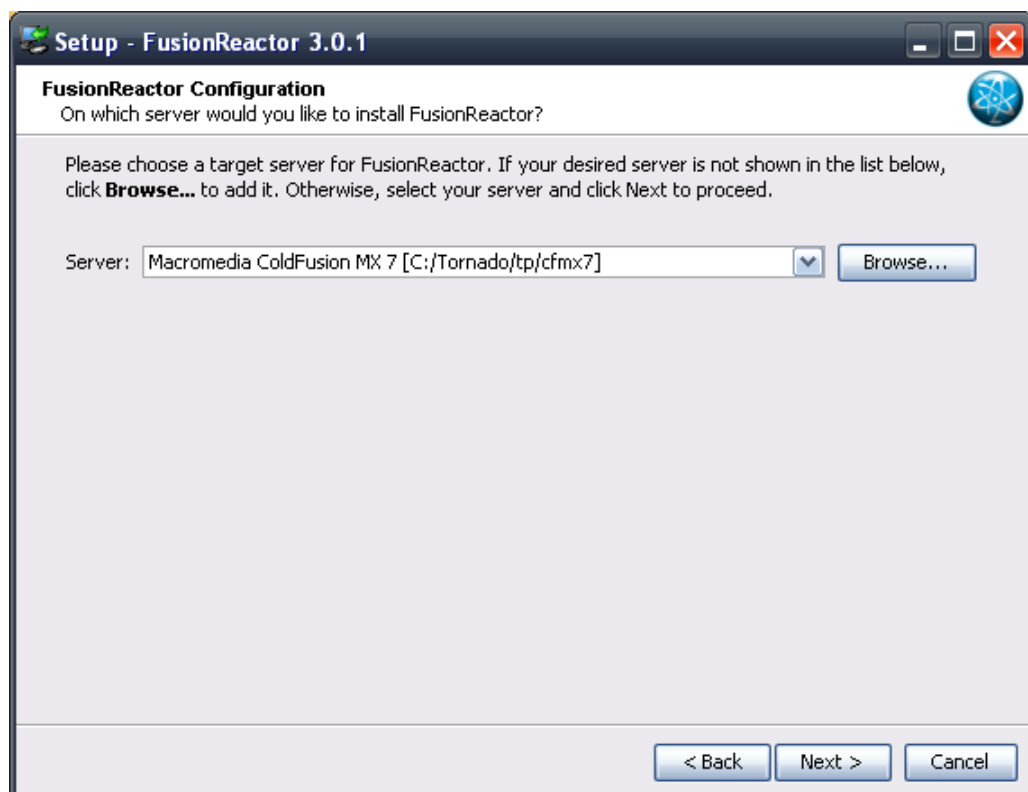 Setup - FusionReactor 3.0.1
FusionReactor Configuration
On which server would you like to install FusionReactor?
Please choose a target server for FusionReactor. If your desired server is not shown in the list below,
click Browse... to add it. Otherwise, select your server and click Next to proceed.
Server: Macromedia ColdFusion MX 7 [C:/Tornado/tp/cfmx7] Browse...
< Back Next > Cancel